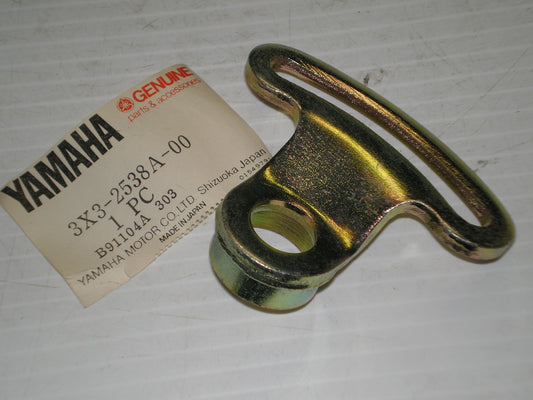 YAMAHA
GENUINE
parts & accessories
3X3-2538A-00
1 PC
B91104A 303
YAMAHA MOTOR CO.LTD. Shizuoka Japan
MADE IN JAPAN